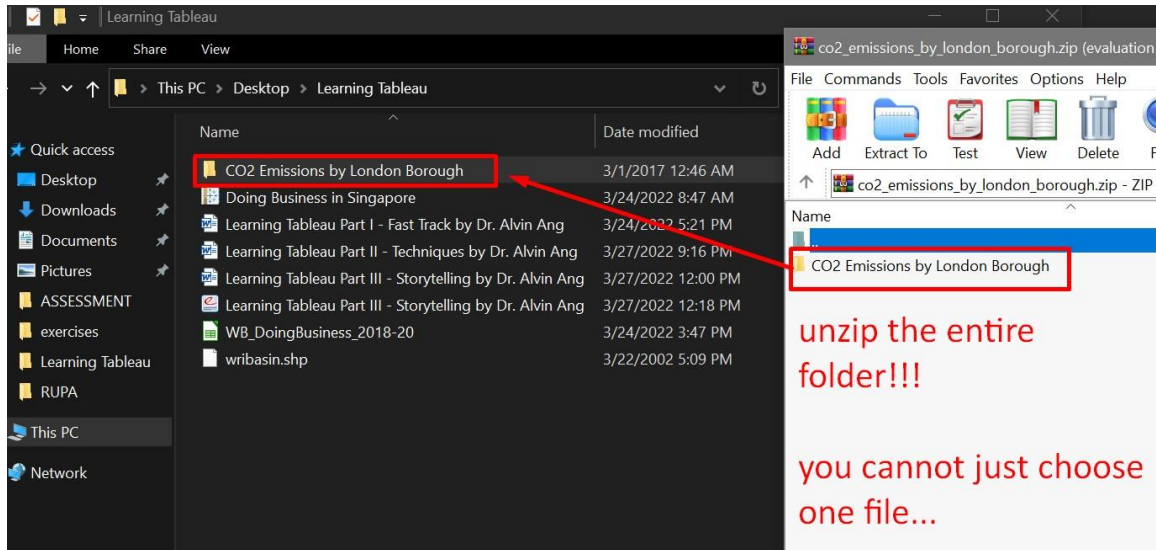 Learning Tableau
Home Share View
This PC > Desktop > Learning Tableau
Name Date modified
Quick access
Desktop
Downloads
Documents
Pictures
ASSESSMENT
exercises
Learning Tableau
RUPA
This PC
Network
CO2 Emissions by London Borough 3/1/2017 12:46 AM
Doing Business in Singapore 3/24/2022 8:47 AM
Learning Tableau Part I - Fast Track by Dr. Alvin Ang 3/24/2022 5:21 PM
Learning Tableau Part II - Techniques by Dr. Alvin Ang 3/27/2022 9:16 PM
Learning Tableau Part III - Storytelling by Dr. Alvin Ang 3/27/2022 12:00 PM
Learning Tableau Part III - Storytelling by Dr. Alvin Ang 3/27/2022 12:18 PM
WB_DoingBusiness_2018-20 3/24/2022 3:47 PM
wribasin.shp 3/22/2002 5:09 PM
co2_emissions_by_london_borough.zip (evaluation
File Commands Tools Favorites Options Help
Add Extract To Test View Delete
co2_emissions_by_london_borough.zip - ZIP
Name
..
CO2 Emissions by London Borough
unzip the entire
folder!!!
you cannot just choose
one file...